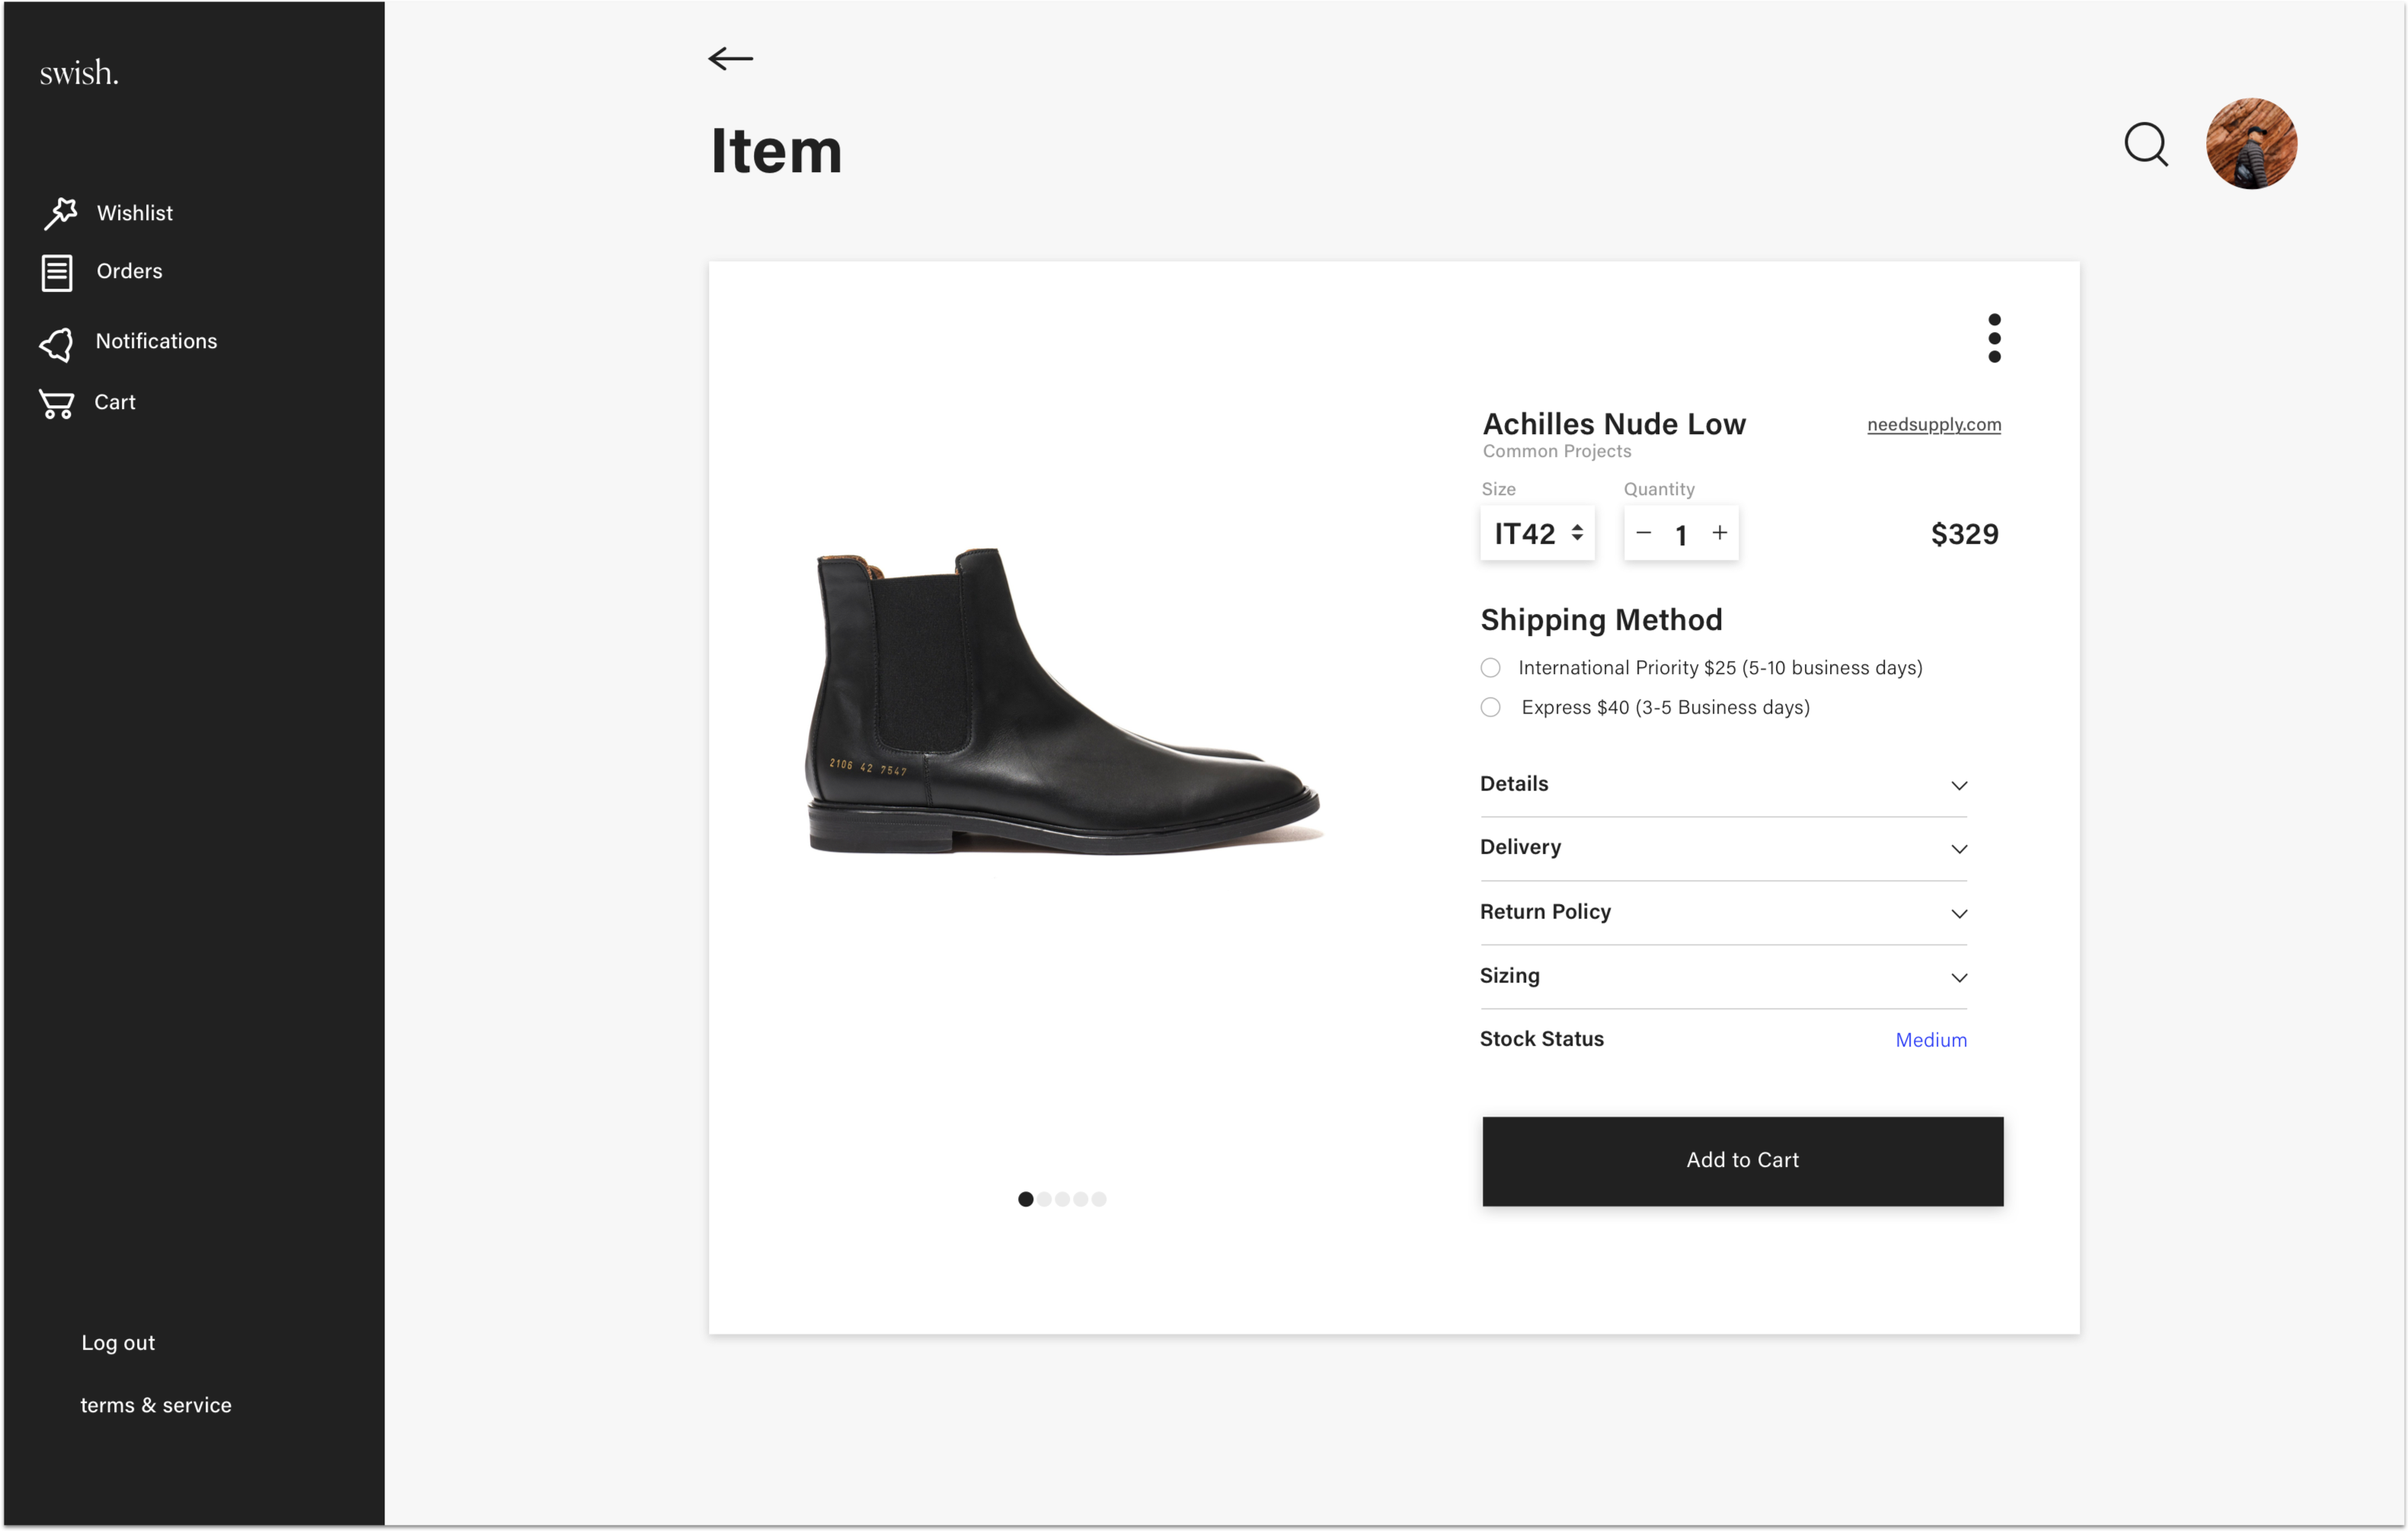 swish.
Wishlist
Orders
Notifications
Cart
Log out
terms & service
Item
2106 42 7547
Achilles Nude Low
needsupply.com
Common Projects
Size
Quantity
IT42
− 1 +
$329
Shipping Method
International Priority $25 (5-10 business days)
Express $40 (3-5 Business days)
Details
Delivery
Return Policy
Sizing
Stock Status
Medium
Add to Cart